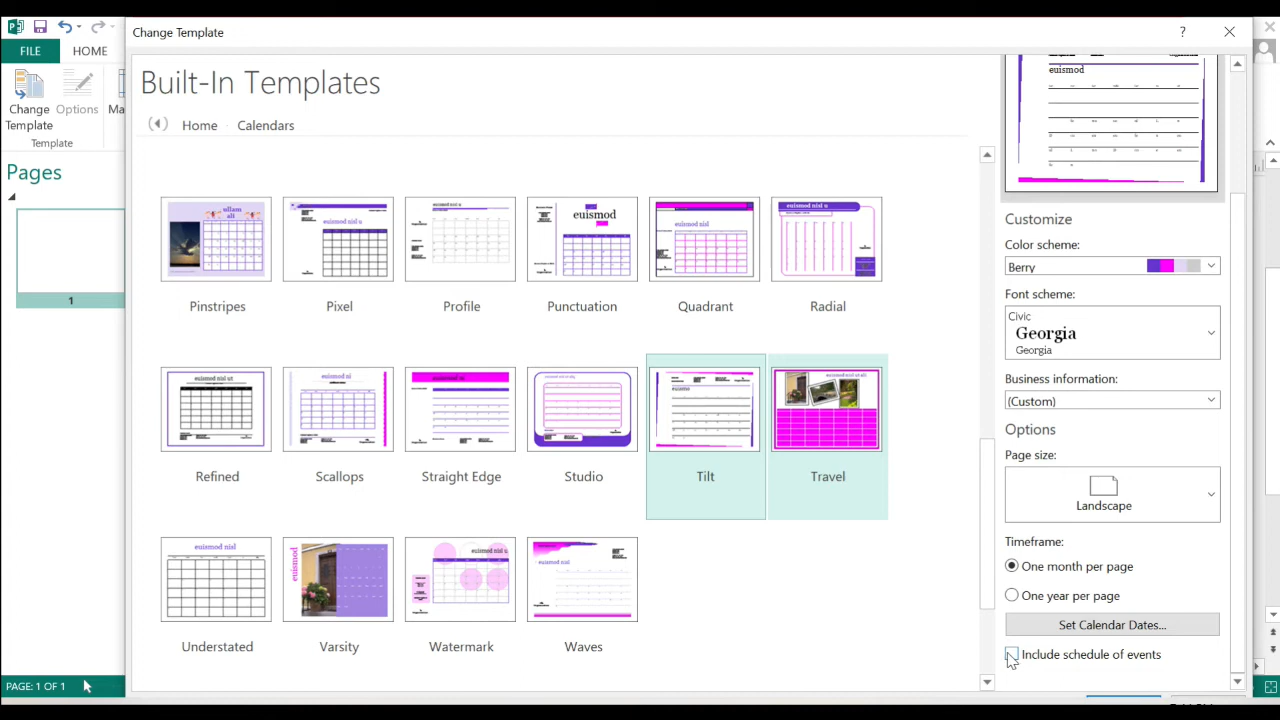 Change Template
?
FILE
HOME
Change
Template
Options
Ma
Template
Pages
1
PAGE: 1 OF 1
Built-In Templates
Home
Calendars
Pinstripes
Pixel
Profile
Punctuation
Quadrant
Radial
Refined
Scallops
Straight Edge
Studio
Tilt
Travel
Understated
Varsity
Watermark
Waves
euismod
Customize
Color scheme:
Berry
Font scheme:
Civic
Georgia
Georgia
Business information:
(Custom)
Options
Page size:
Landscape
Timeframe:
One month per page
One year per page
Set Calendar Dates...
Include schedule of events